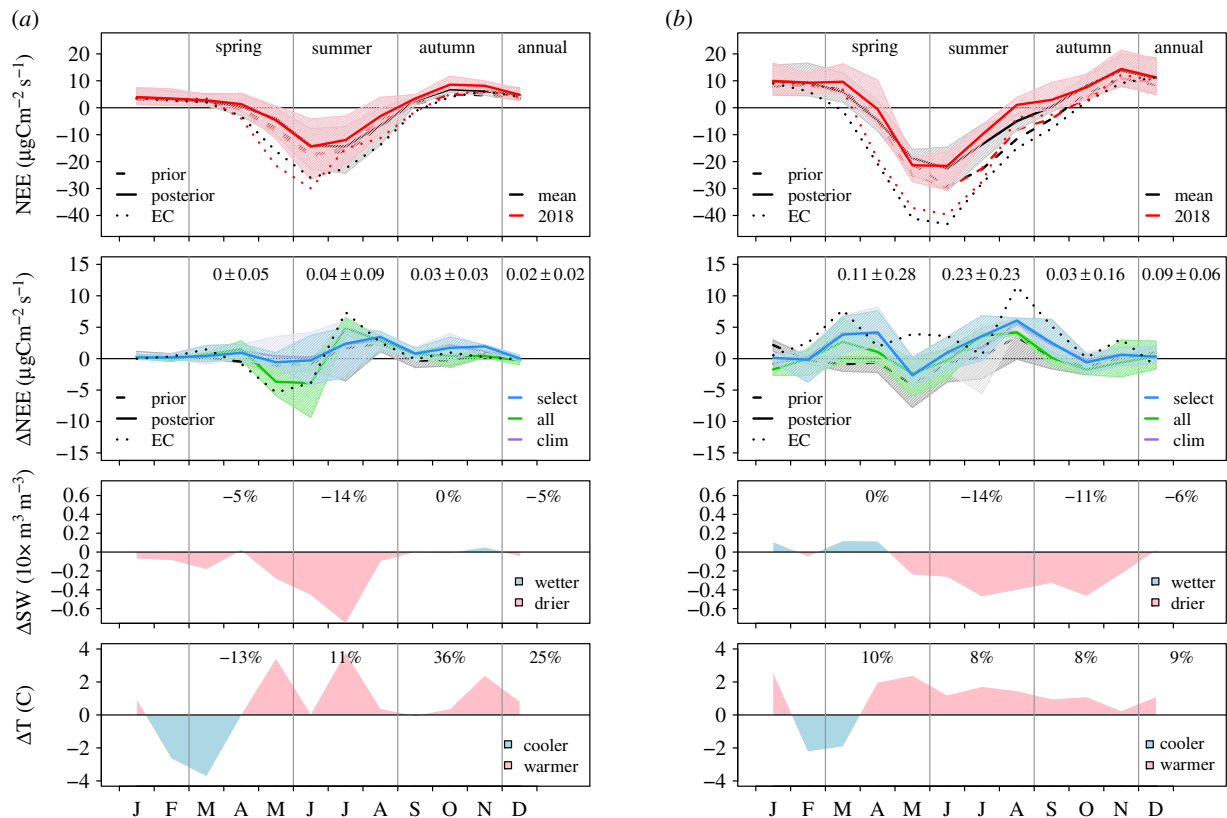 (a)
(b)
NEE (μgCm−2 s−1)
20
10
0
−10
−20
−30
−40
spring summer autumn annual
prior
posterior
EC
mean
2018
20
10
0
−10
−20
−30
−40
spring summer autumn annual
prior
posterior
EC
mean
2018
ΔNEE (μgCm−2 s−1)
15
10
5
0
−5
−10
−15
0 ± 0.05 0.04 ± 0.09 0.03 ± 0.03 0.02 ± 0.02
prior
posterior
EC
select
all
clim
15
10
5
0
−5
−10
−15
0.11 ± 0.28 0.23 ± 0.23 0.03 ± 0.16 0.09 ± 0.06
prior
posterior
EC
select
all
clim
ΔSW (10× m3 m−3)
0.6
0.4
0.2
0
−0.2
−0.4
−0.6
−5% −14% 0% −5%
wetter
drier
0.6
0.4
0.2
0
−0.2
−0.4
−0.6
0% −14% −11% −6%
wetter
drier
ΔT (C)
4
2
0
−2
−4
−13% 11% 36% 25%
cooler
warmer
J F M A M J J A S O N D
4
2
0
−2
−4
10% 8% 8% 9%
cooler
warmer
J F M A M J J A S O N D